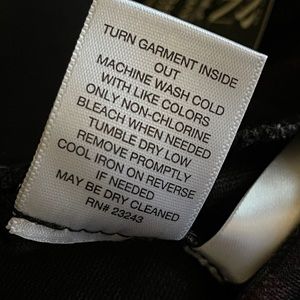 TURN GARMENT INSIDE
OUT
MACHINE WASH COLD
WITH LIKE COLORS
ONLY NON-CHLORINE
BLEACH WHEN NEEDED
TUMBLE DRY LOW
REMOVE PROMPTLY
COOL IRON ON REVERSE
IF NEEDED
MAY BE DRY CLEANED
RN# 23243